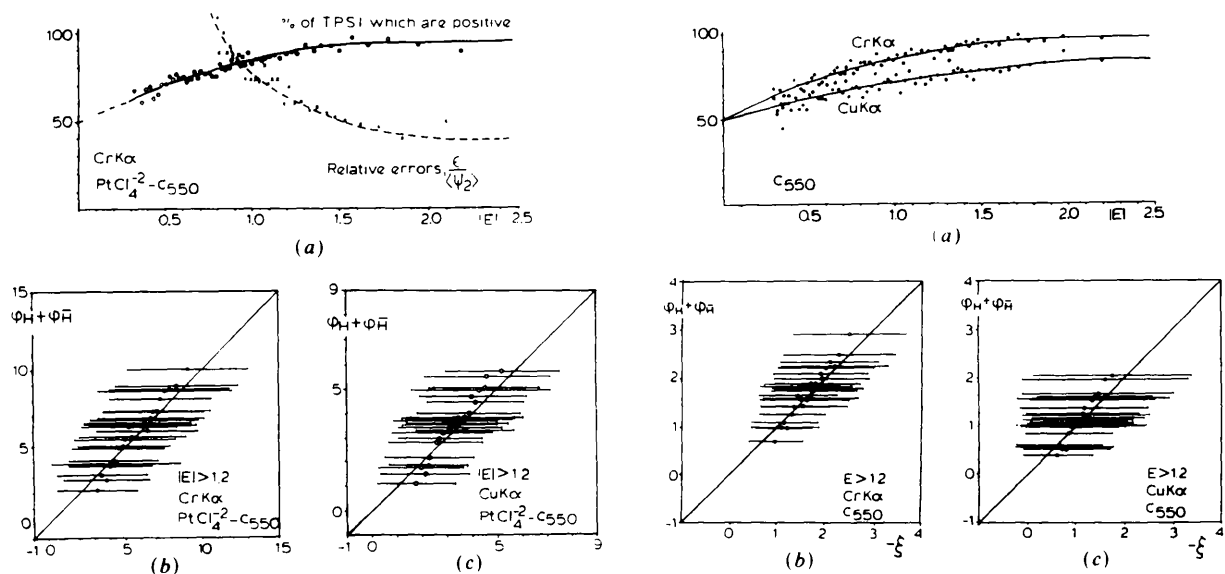 % of TPSI which are positive
100
50
CrKα
PtCl₄⁻²-C₅₅₀
Relative errors, ε/⟨Ψ₂⟩
0.5 1.0 1.5 2.0 |E| 2.5
(a)
100
50
CrKα
CuKα
C₅₅₀
0.5 1.0 1.5 2.0 |E| 2.5
(a)
15
φH + φH̄
10
5
0
-1 0 5 10 15
|E| > 1.2
CrKα
PtCl₄⁻²-C₅₅₀
(b)
9
φH + φH̄
5
0
-1 0 5 9
|E| > 1.2
CuKα
PtCl₄⁻²-C₅₅₀
(c)
4
φH + φH̄
3
2
1
0
-1
0 1 2 3 4
E > 1.2
CrKα
C₅₅₀
-ξ
(b)
4
φH + φH̄
3
2
1
0
-1
0 1 2 3 4
E > 1.2
CuKα
C₅₅₀
-ξ
(c)